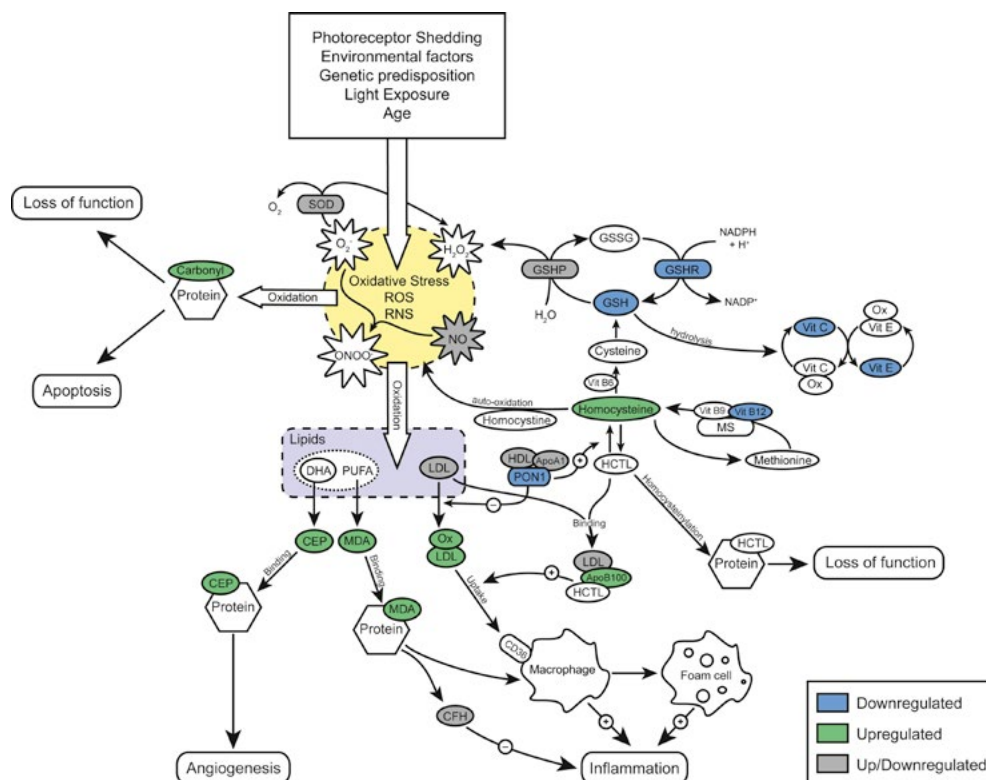 Photoreceptor Shedding
Environmental factors
Genetic predisposition
Light Exposure
Age
Loss of function
O₂
SOD
O₂⁻
H₂O₂
GSSG
NADPH
+ H⁺
GSHP
GSHR
Carbonyl
Protein
Oxidation
Oxidative Stress
ROS
RNS
H₂O
GSH
NADP⁺
Ox
Vit C
Vit E
ONOO⁻
NO
hydrolysis
Cysteine
Vit C
Ox
Vit E
Apoptosis
Oxidation
Vit B6
auto-oxidation
Homocystine
Homocysteine
Vit B9
Vit B12
MS
Methionine
Lipids
DHA
PUFA
LDL
HDL
ApoA1
PON1
+
HCTL
−
Binding
Homocysteinylation
CEP
MDA
Ox
LDL
HCTL
Protein
Loss of function
Binding
Binding
LDL
ApoB100
HCTL
+
Uptake
CEP
Protein
MDA
Protein
CD36
Macrophage
Foam cell
CFH
−
+
+
Angiogenesis
Inflammation
Downregulated
Upregulated
Up/Downregulated